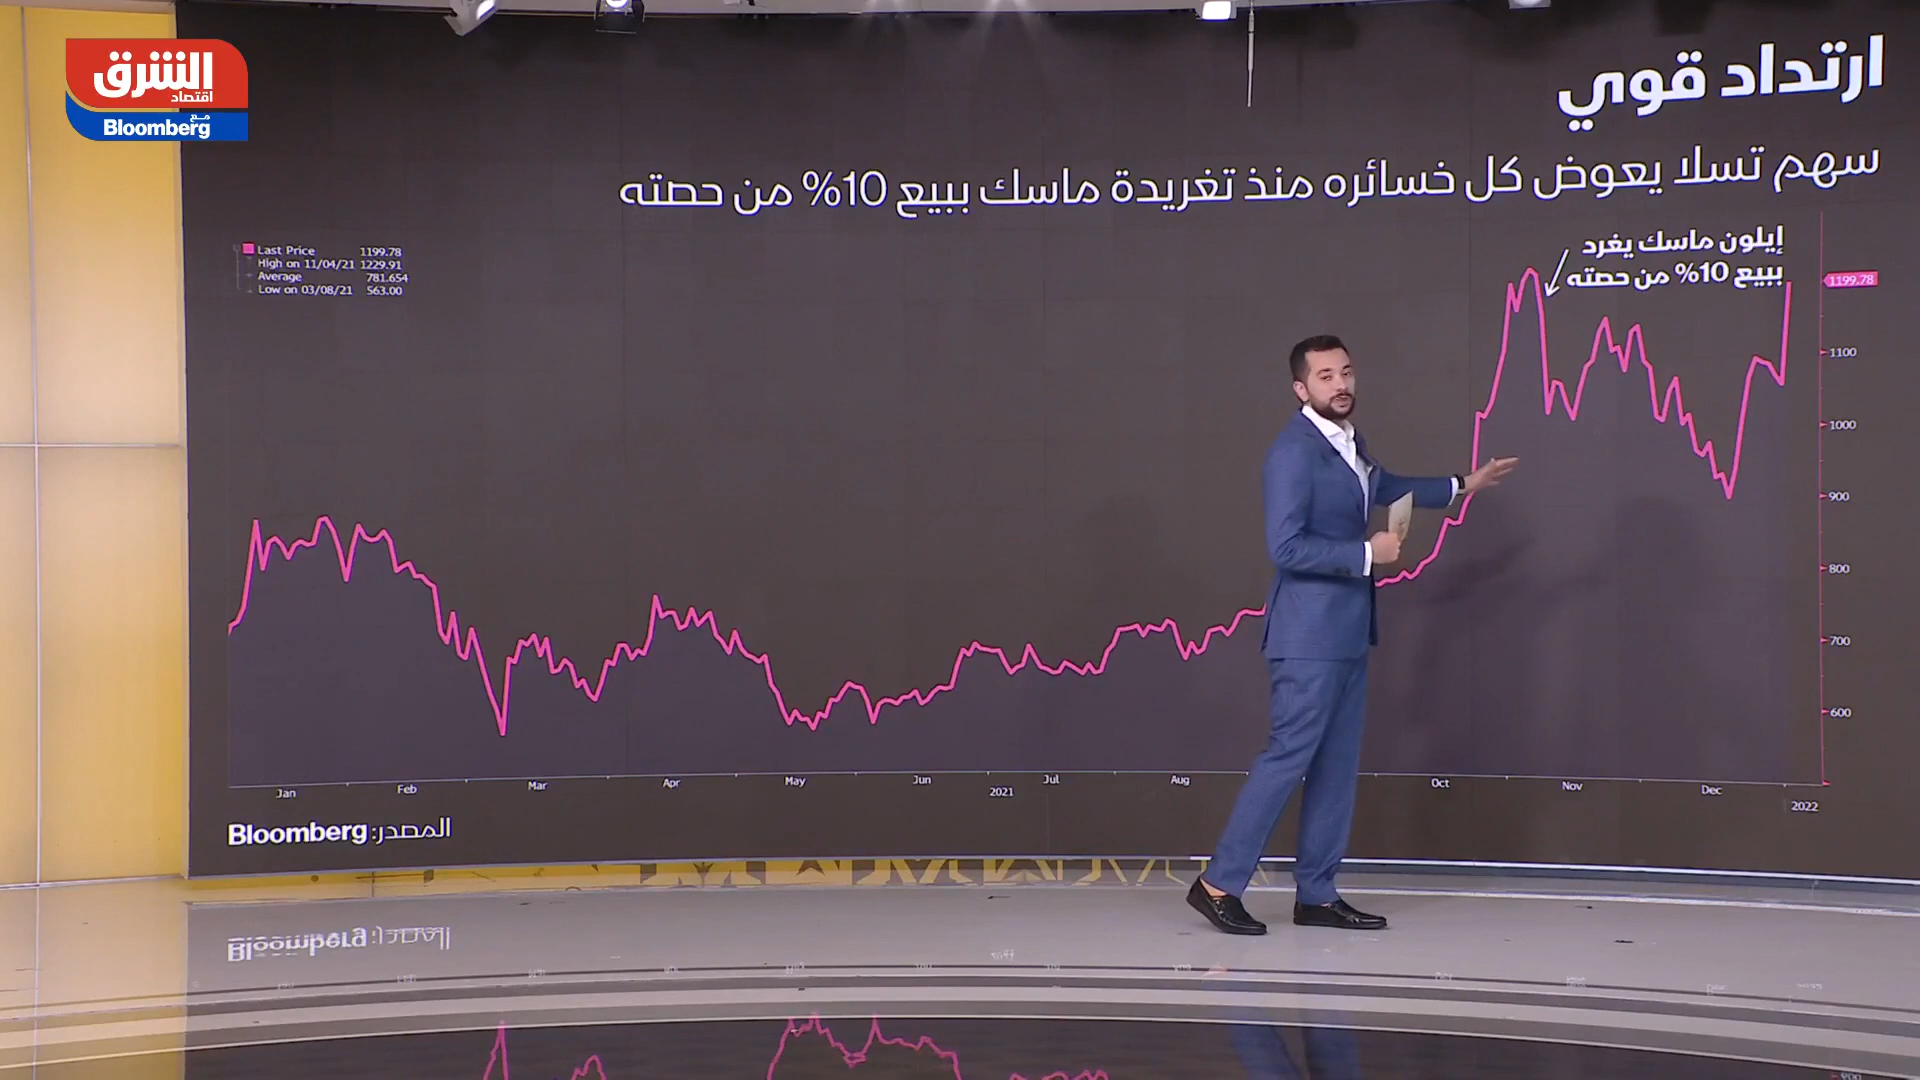 الشرق
اقتصاد
مع
Bloomberg
ارتداد قوي
سهم تسلا يعوض كل خسائره منذ تغريدة ماسك ببيع 10% من حصته
Last Price 1199.78
High on 11/04/21 1229.91
Average 781.654
Low on 03/08/21 563.00
إيلون ماسك يغرد
ببيع 10% من حصته
1199.78
1100
1000
900
800
700
600
Jan Feb Mar Apr May Jun Jul Aug Oct Nov Dec
2021 2022
المصدر: Bloomberg